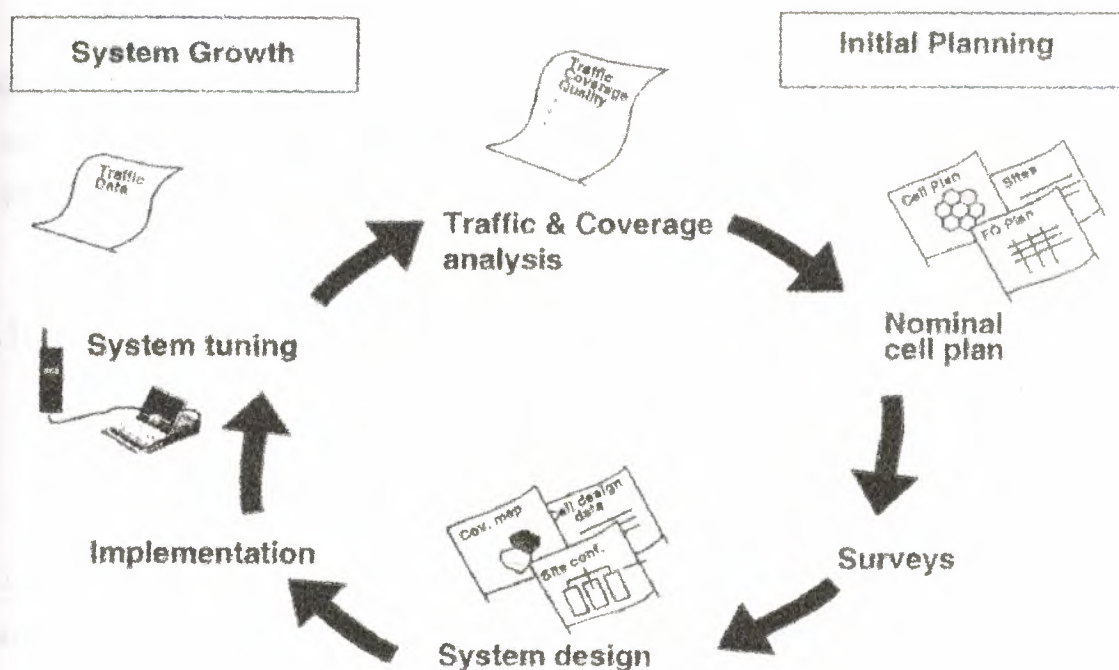 System Growth
Initial Planning
Traffic
Coverage
Quality
Traffic
Data
Cell Plan
Sites
FQ Plan
Traffic & Coverage
analysis
Nominal
cell plan
System tuning
Cov. map
Cell design
data
Site conf.
Implementation
Surveys
System design